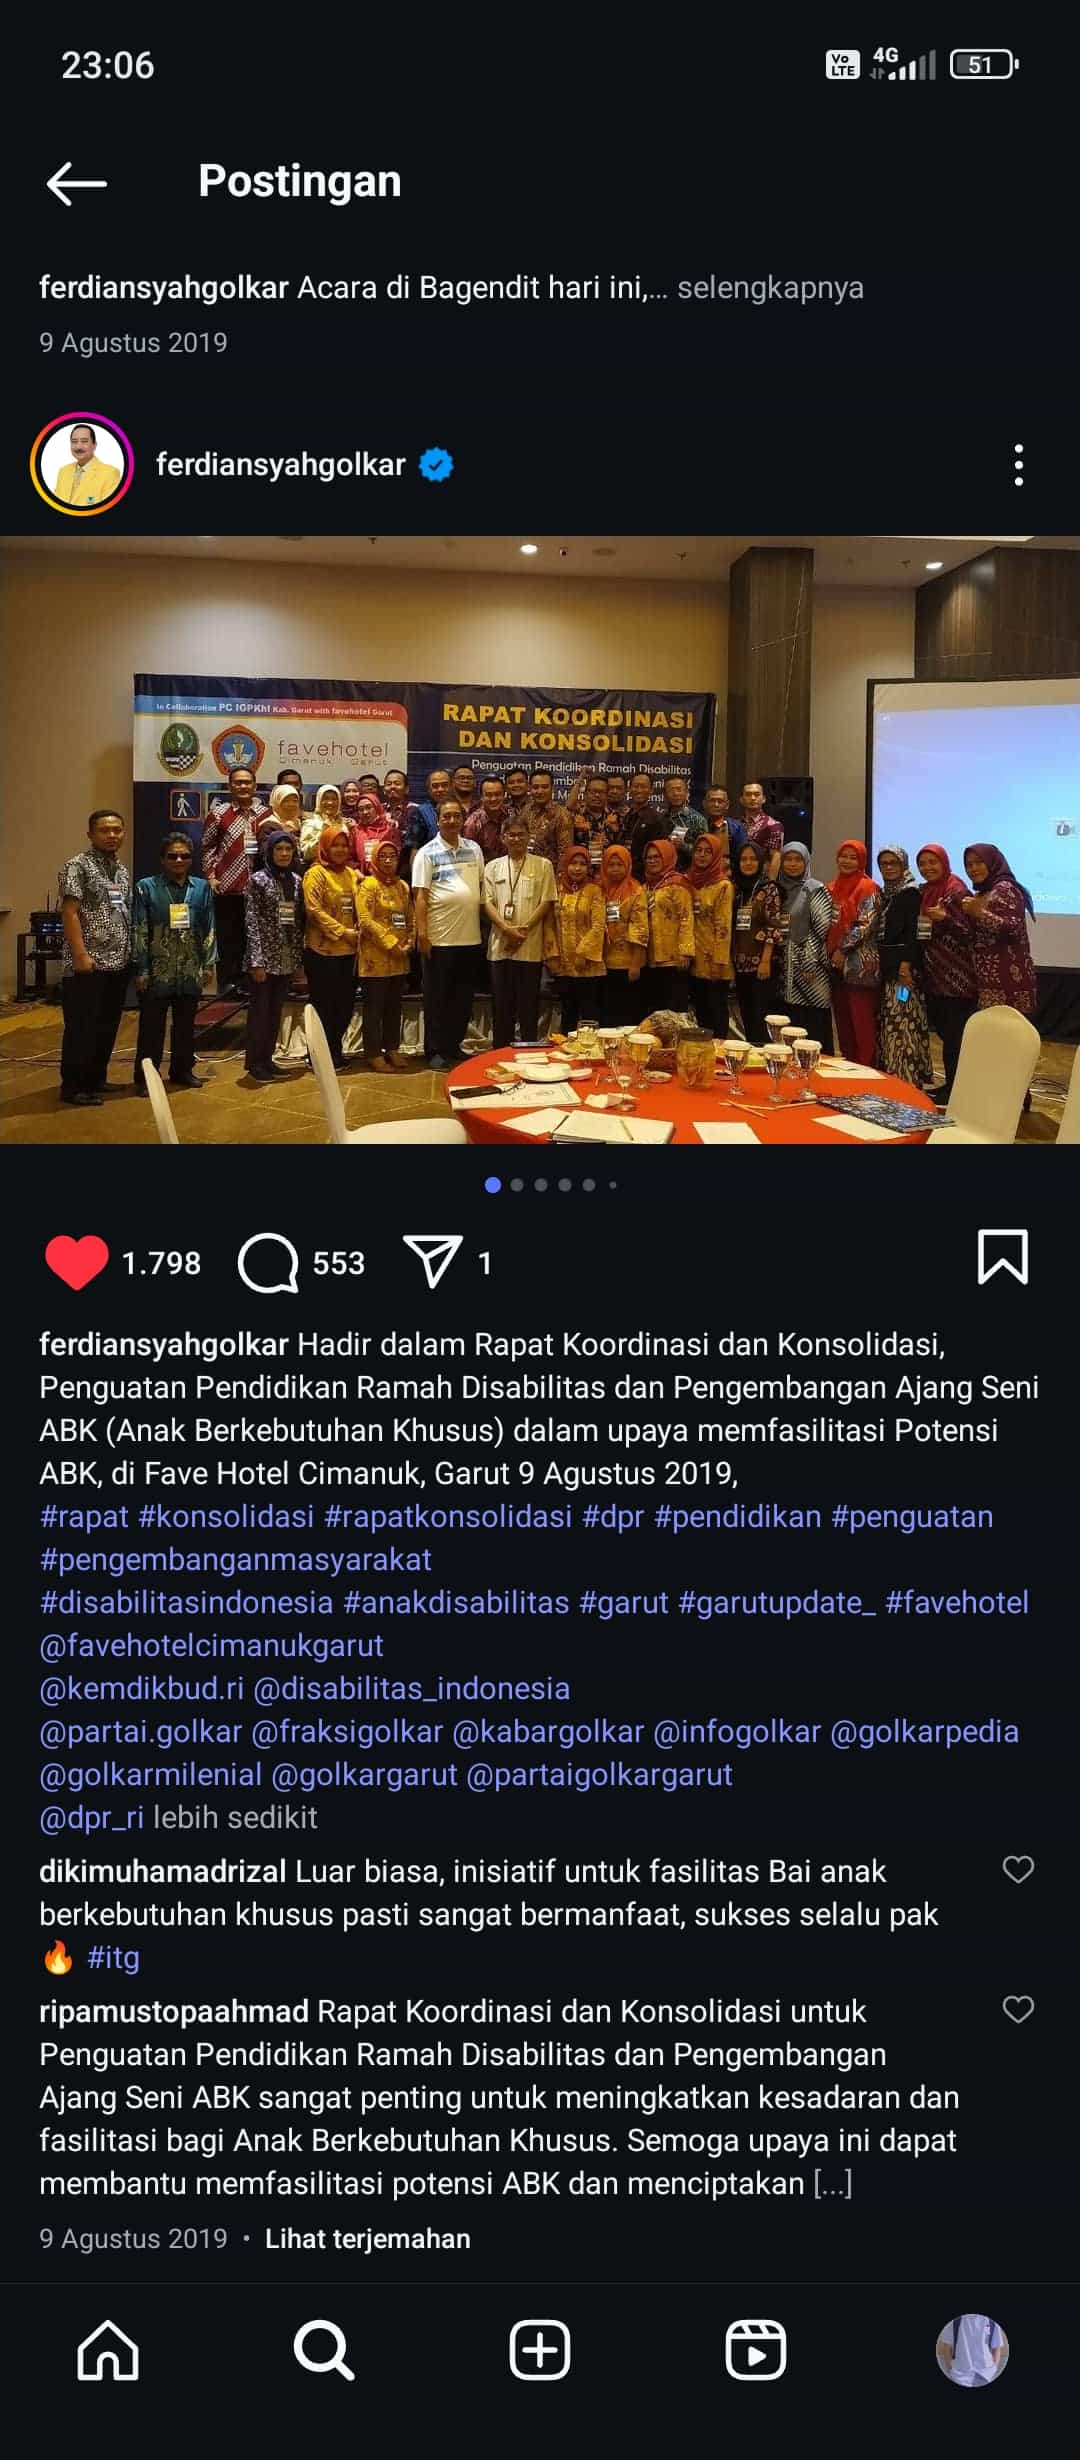 23:06
Vo LTE 4G 51
Postingan
ferdiansyahgolkar Acara di Bagendit hari ini,... selengkapnya
9 Agustus 2019
ferdiansyahgolkar
In Collaboration PC IGPKhI Kab. Garut with favehotel Garut
favehotel
Cimanuk Garut
RAPAT KOORDINASI
DAN KONSOLIDASI
Penguatan Pendidikan Ramah Disabilitas
1.798 553 1
ferdiansyahgolkar Hadir dalam Rapat Koordinasi dan Konsolidasi,
Penguatan Pendidikan Ramah Disabilitas dan Pengembangan Ajang Seni
ABK (Anak Berkebutuhan Khusus) dalam upaya memfasilitasi Potensi
ABK, di Fave Hotel Cimanuk, Garut 9 Agustus 2019,
#rapat #konsolidasi #rapatkonsolidasi #dpr #pendidikan #penguatan
#pengembanganmasyarakat
#disabilitasindonesia #anakdisabilitas #garut #garutupdate_ #favehotel
@favehotelcimanukgarut
@kemdikbud.ri @disabilitas_indonesia
@partai.golkar @fraksigolkar @kabargolkar @infogolkar @golkarpedia
@golkarmilenial @golkargarut @partaigolkargarut
@dpr_ri lebih sedikit
dikimuhamadrizal Luar biasa, inisiatif untuk fasilitas Bai anak
berkebutuhan khusus pasti sangat bermanfaat, sukses selalu pak
🔥 #itg
ripamustopaahmad Rapat Koordinasi dan Konsolidasi untuk
Penguatan Pendidikan Ramah Disabilitas dan Pengembangan
Ajang Seni ABK sangat penting untuk meningkatkan kesadaran dan
fasilitasi bagi Anak Berkebutuhan Khusus. Semoga upaya ini dapat
membantu memfasilitasi potensi ABK dan menciptakan [...]
9 Agustus 2019 • Lihat terjemahan